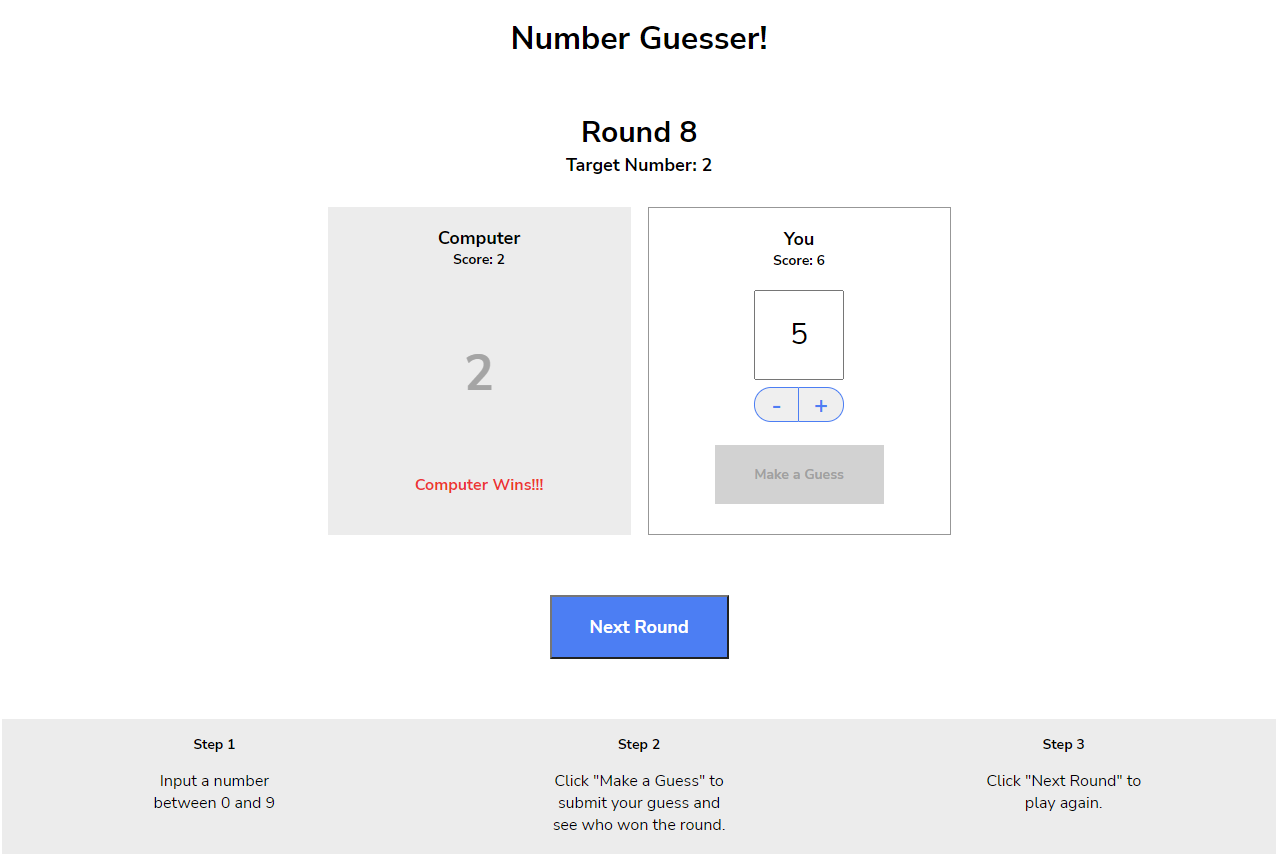 Number Guesser!
Round 8
Target Number: 2
Computer
Score: 2
2
Computer Wins!!!
You
Score: 6
5
- +
Make a Guess
Next Round
Step 1
Input a number
between 0 and 9
Step 2
Click "Make a Guess" to
submit your guess and
see who won the round.
Step 3
Click "Next Round" to
play again.